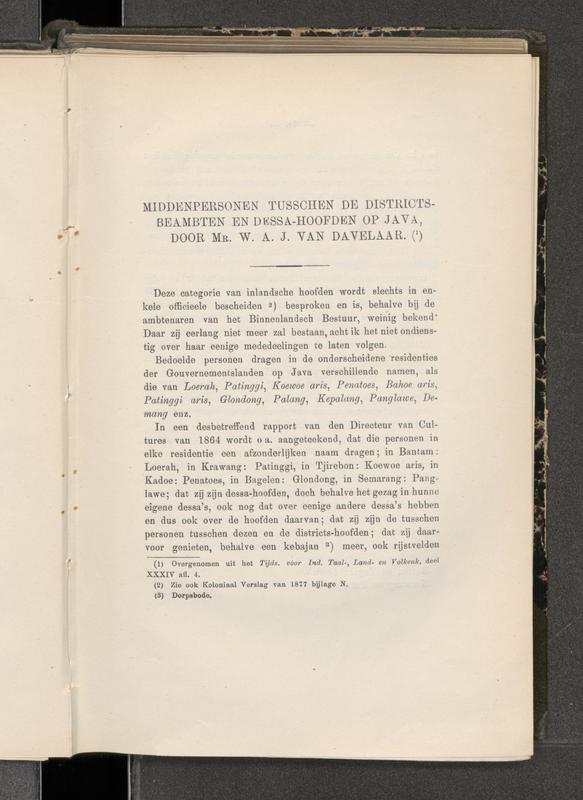 MIDDENPERSONEN TUSSCHEN DE DISTRICTS-
BEAMBTEN EN DESSA-HOOFDEN OP JAVA,
DOOR Mr. W. A. J. VAN DAVELAAR. (¹)
Deze categorie van inlandsche hoofden wordt slechts in en-
kele officieele bescheiden ²) besproken en is, behalve bij de
ambtenaren van het Binnenlandsch Bestuur, weinig bekend·
Daar zij eerlang niet meer zal bestaan, acht ik het niet ondiens-
tig over haar eenige mededeelingen te laten volgen.
Bedoelde personen dragen in de onderscheidene residenties
der Gouvernementslanden op Java verschillende namen, als
die van Loerah, Patinggi, Koewoe aris, Penatoes, Bahoe aris,
Patinggi aris, Glondong, Palang, Kepalang, Panglawe, De-
mang enz.
In een desbetreffend rapport van den Directeur van Cul-
tures van 1864 wordt o a. aangeteekend, dat die personen in
elke residentie een afzonderlijken naam dragen; in Bantam:
Loerah, in Krawang: Patinggi, in Tjirebon: Koewoe aris, in
Kadoe: Penatoes, in Bagelen: Glondong, in Semarang: Pang-
lawe; dat zij zijn dessa-hoofden, doch behalve het gezag in hunne
eigene dessa's, ook nog dat over eenige andere dessa's hebben
en dus ook over de hoofden daarvan; dat zij zijn de tusschen
personen tusschen dezen en de districts-hoofden; dat zij daar-
voor genieten, behalve een kebajan ³) meer, ook rijstvelden
(1) Overgenomen uit het Tijds. voor Ind. Taal-, Land- en Volkenk, deel
XXXIV afl. 4.
(2) Zie ook Koloniaal Verslag van 1877 bijlage N.
(3) Dorpsbode.